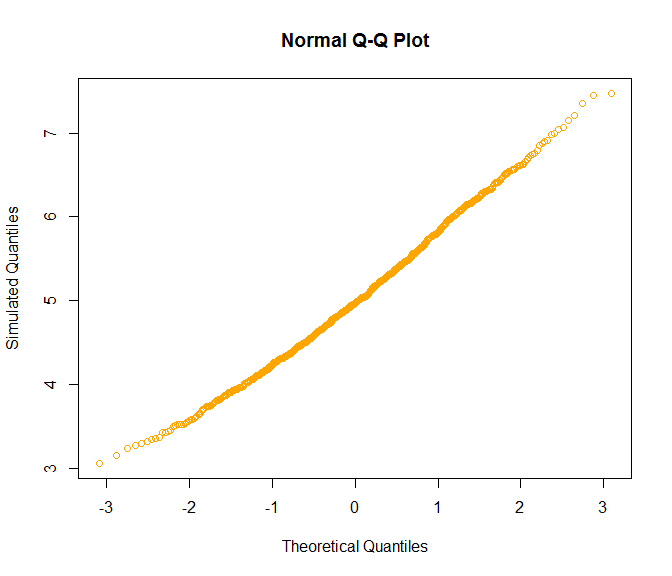 Normal Q-Q Plot
Simulated Quantiles
7
6
5
4
3
-3 -2 -1 0 1 2 3
Theoretical Quantiles